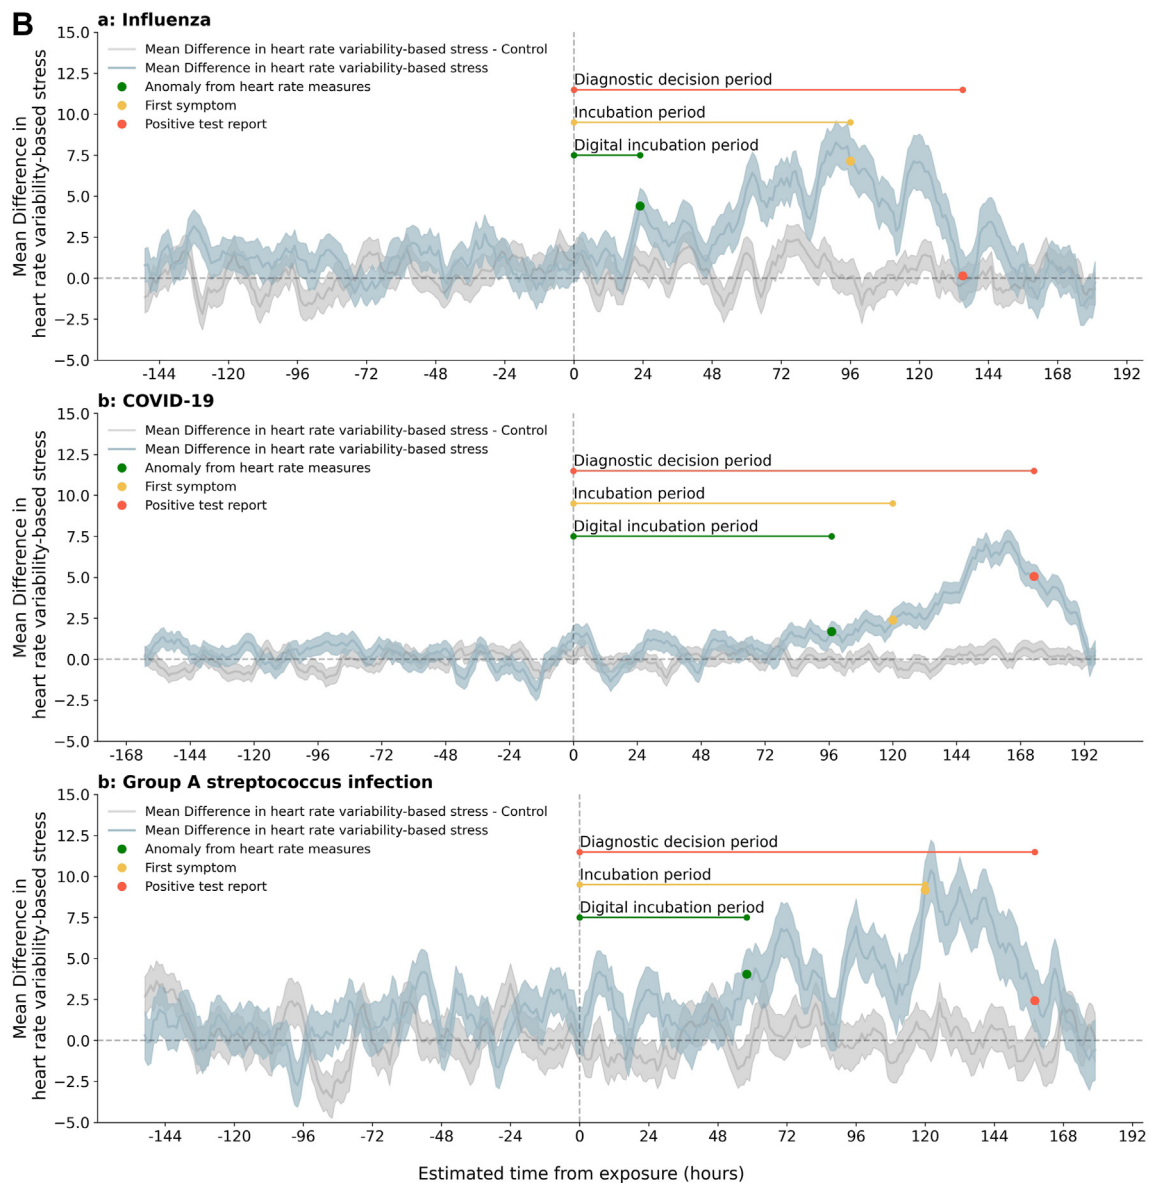 B
a: Influenza
Mean Difference in
heart rate variability-based stress
15.0
12.5
10.0
7.5
5.0
2.5
0.0
−2.5
−5.0
Mean Difference in heart rate variability-based stress - Control
Mean Difference in heart rate variability-based stress
Anomaly from heart rate measures
First symptom
Positive test report
Diagnostic decision period
Incubation period
Digital incubation period
-144 -120 -96 -72 -48 -24 0 24 48 72 96 120 144 168 192
b: COVID-19
Mean Difference in
heart rate variability-based stress
15.0
12.5
10.0
7.5
5.0
2.5
0.0
−2.5
−5.0
Mean Difference in heart rate variability-based stress - Control
Mean Difference in heart rate variability-based stress
Anomaly from heart rate measures
First symptom
Positive test report
Diagnostic decision period
Incubation period
Digital incubation period
-168 -144 -120 -96 -72 -48 -24 0 24 48 72 96 120 144 168 192
b: Group A streptococcus infection
Mean Difference in
heart rate variability-based stress
15.0
12.5
10.0
7.5
5.0
2.5
0.0
−2.5
−5.0
Mean Difference in heart rate variability-based stress - Control
Mean Difference in heart rate variability-based stress
Anomaly from heart rate measures
First symptom
Positive test report
Diagnostic decision period
Incubation period
Digital incubation period
-144 -120 -96 -72 -48 -24 0 24 48 72 96 120 144 168 192
Estimated time from exposure (hours)